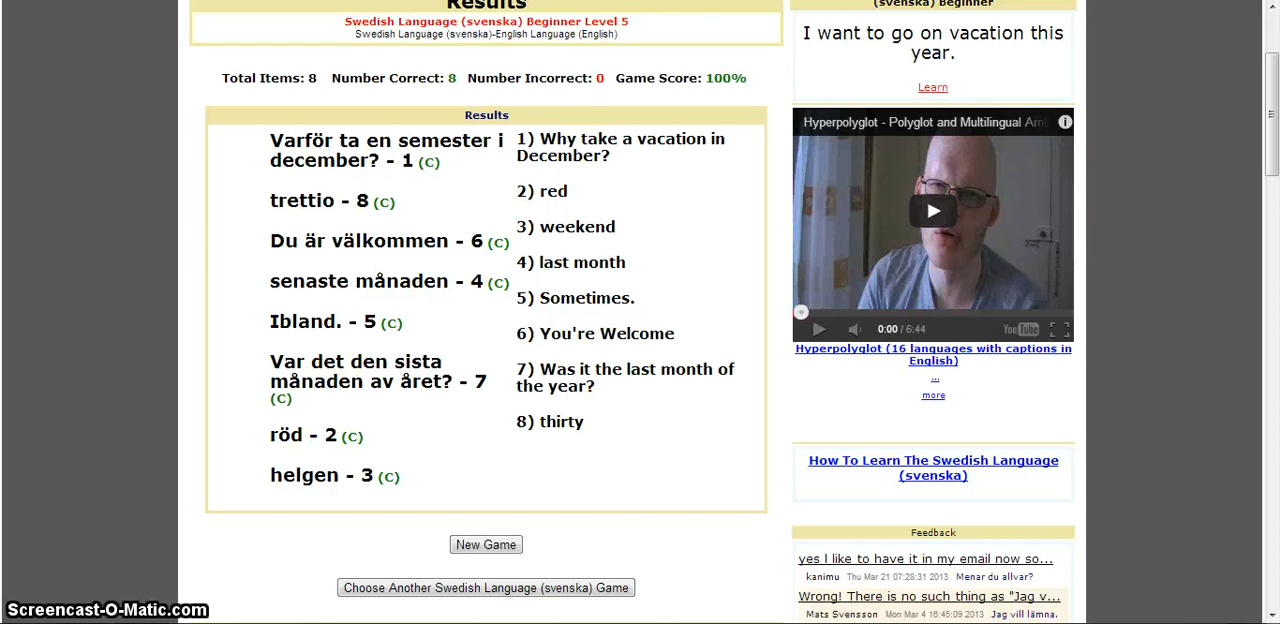 Results
Swedish Language (svenska) Beginner Level 5
Swedish Language (svenska)-English Language (English)
Total Items: 8 Number Correct: 8 Number Incorrect: 0 Game Score: 100%
Results
Varför ta en semester i
december? - 1 (C)
trettio - 8 (C)
Du är välkommen - 6 (C)
senaste månaden - 4 (C)
Ibland. - 5 (C)
Var det den sista
månaden av året? - 7
(C)
röd - 2 (C)
helgen - 3 (C)
1) Why take a vacation in
December?
2) red
3) weekend
4) last month
5) Sometimes.
6) You're Welcome
7) Was it the last month of
the year?
8) thirty
New Game
Choose Another Swedish Language (svenska) Game
(svenska) Beginner
I want to go on vacation this
year.
Learn
Hyperpolyglot - Polyglot and Multilingual
0:00 / 6:44
YouTube
Hyperpolyglot (16 languages with captions in
English)
...
more
How To Learn The Swedish Language
(svenska)
Feedback
yes l like to have it in my email now so...
kanimu Thu Mar 21 07:28:31 2013 Menar du allvar?
Wrong! There is no such thing as "Jag v...
Mats Svensson Mon Mar 4 16:45:09 2013 Jag vill lämna.
Screencast-O-Matic.com